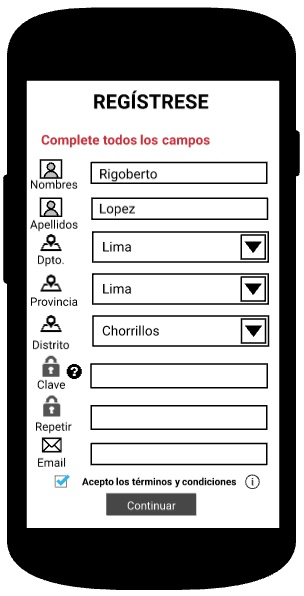 REGÍSTRESE
Complete todos los campos
Nombres
Rigoberto
Apellidos
Lopez
Dpto.
Lima
Provincia
Lima
Distrito
Chorrillos
Clave
?
Repetir
Email
Acepto los términos y condiciones i
Continuar